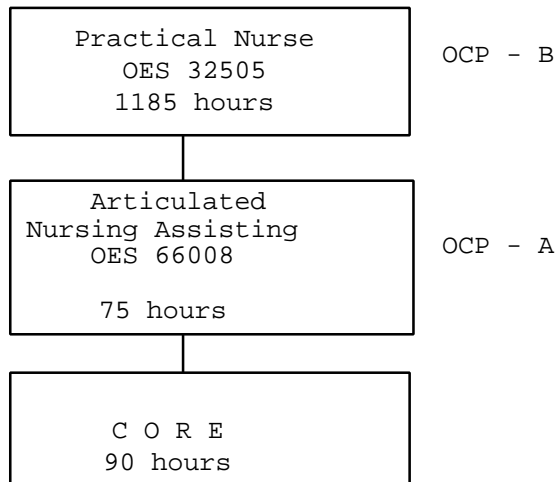 Practical Nurse
OES 32505
1185 hours
OCP - B
Articulated
Nursing Assisting
OES 66008
75 hours
OCP - A
C O R E
90 hours